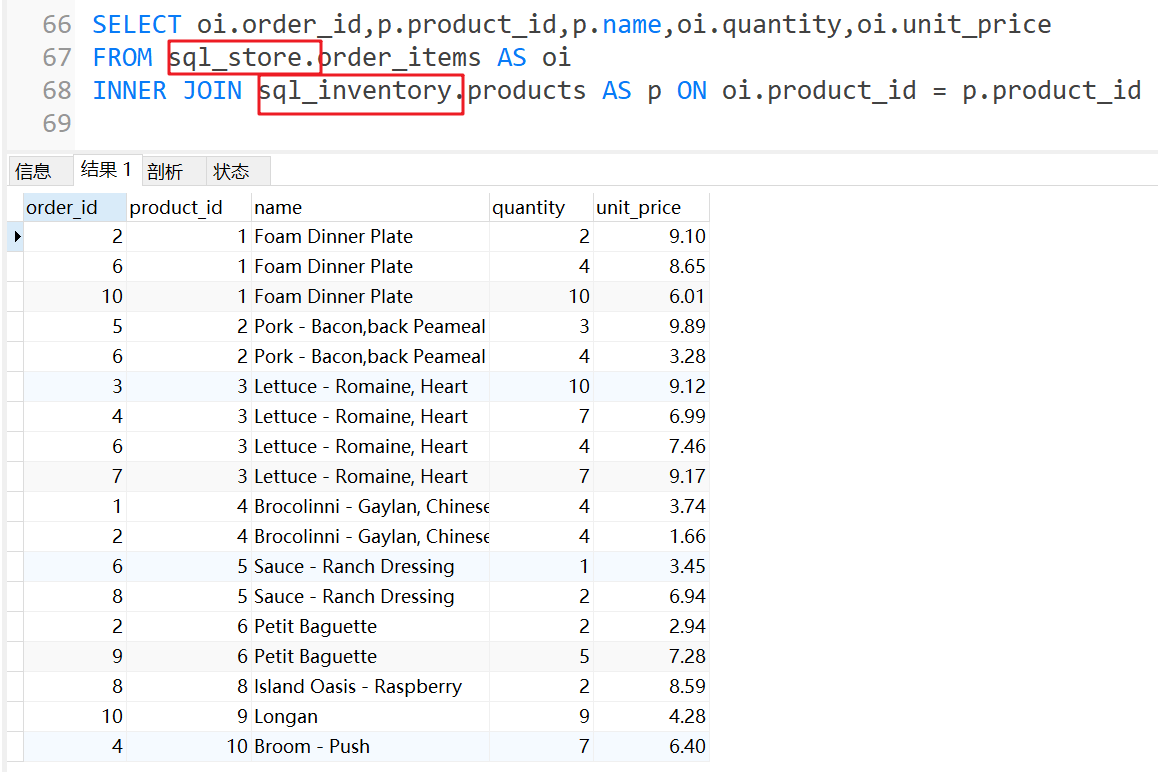 66 SELECT oi.order_id,p.product_id,p.name,oi.quantity,oi.unit_price
67 FROM sql_store.order_items AS oi
68 INNER JOIN sql_inventory.products AS p ON oi.product_id = p.product_id
69
信息 结果 1 剖析 状态
order_id product_id name quantity unit_price
2 1 Foam Dinner Plate 2 9.10
6 1 Foam Dinner Plate 4 8.65
10 1 Foam Dinner Plate 10 6.01
5 2 Pork - Bacon,back Peameal 3 9.89
6 2 Pork - Bacon,back Peameal 4 3.28
3 3 Lettuce - Romaine, Heart 10 9.12
4 3 Lettuce - Romaine, Heart 7 6.99
6 3 Lettuce - Romaine, Heart 4 7.46
7 3 Lettuce - Romaine, Heart 7 9.17
1 4 Brocolinni - Gaylan, Chinese 4 3.74
2 4 Brocolinni - Gaylan, Chinese 4 1.66
6 5 Sauce - Ranch Dressing 1 3.45
8 5 Sauce - Ranch Dressing 2 6.94
2 6 Petit Baguette 2 2.94
9 6 Petit Baguette 5 7.28
8 8 Island Oasis - Raspberry 2 8.59
10 9 Longan 9 4.28
4 10 Broom - Push 7 6.40